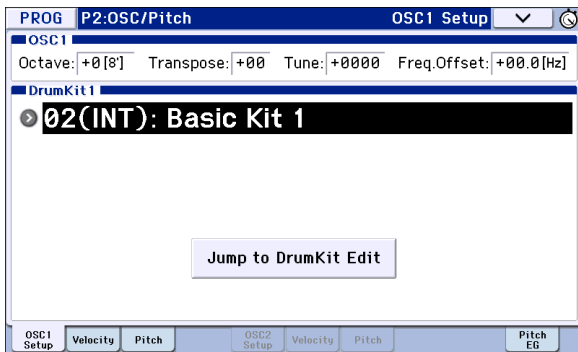 PROG P2:OSC/Pitch OSC1 Setup
OSC1
Octave: +0[8'] Transpose: +00 Tune: +0000 Freq.Offset: +00.0[Hz]
DrumKit1
02(INT): Basic Kit 1
Jump to DrumKit Edit
OSC1 Setup Velocity Pitch OSC2 Setup Velocity Pitch Pitch EG